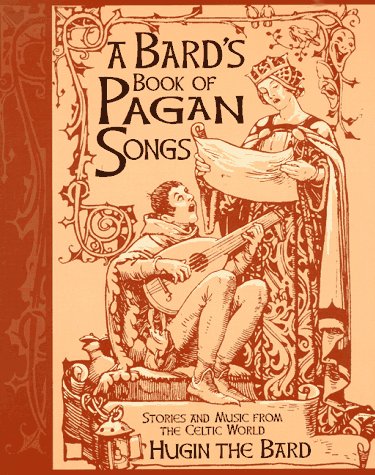 A BARD'S
BOOK OF
PAGAN
SONGS
STORIES AND MUSIC FROM
THE CELTIC WORLD
HUGIN THE BARD